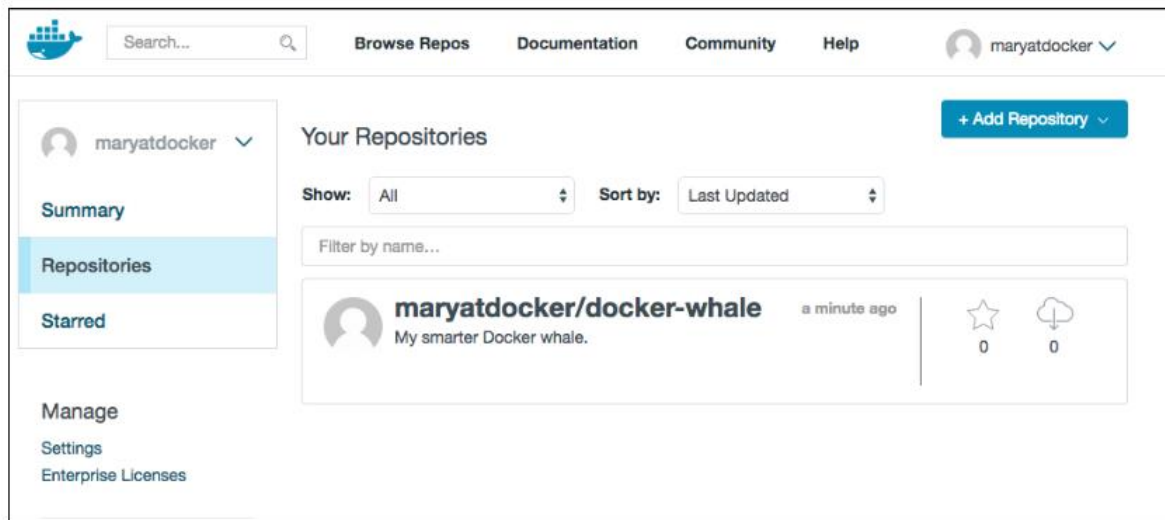 Search...
Browse Repos
Documentation
Community
Help
maryatdocker
maryatdocker
Summary
Repositories
Starred
Manage
Settings
Enterprise Licenses
Your Repositories
+ Add Repository
Show: All
Sort by: Last Updated
Filter by name...
maryatdocker/docker-whale
a minute ago
My smarter Docker whale.
0
0